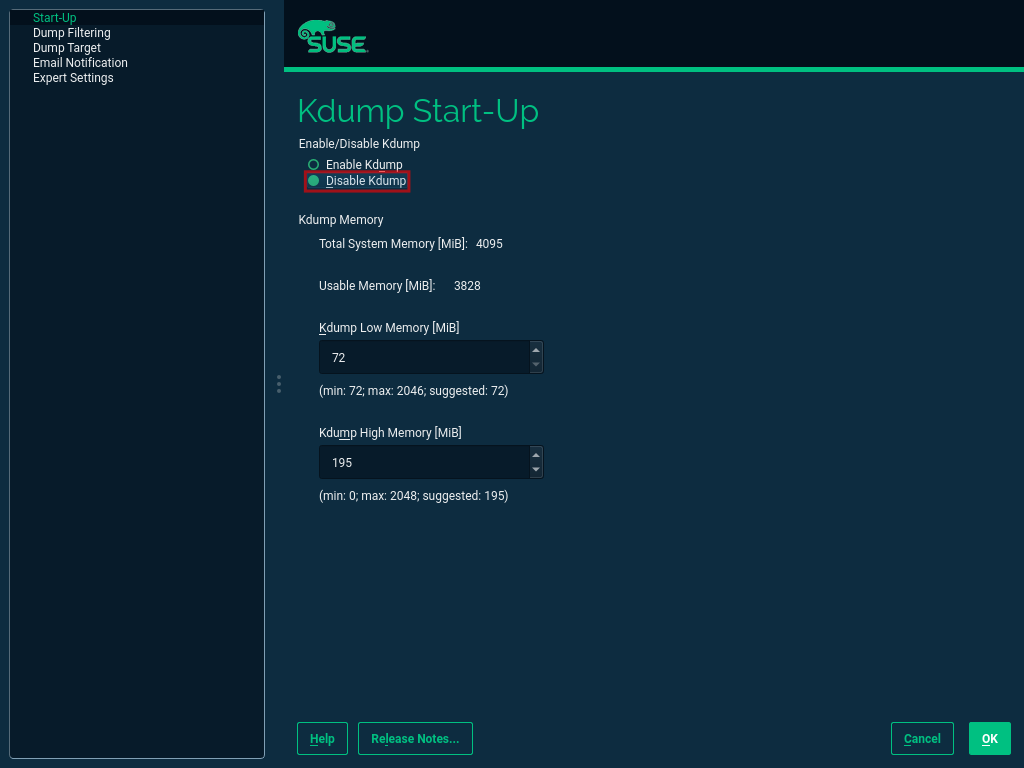 Start-Up
Dump Filtering
Dump Target
Email Notification
Expert Settings
SUSE
Kdump Start-Up
Enable/Disable Kdump
Enable Kdump
Disable Kdump
Kdump Memory
Total System Memory [MiB]: 4095
Usable Memory [MiB]: 3828
Kdump Low Memory [MiB]
72
(min: 72; max: 2046; suggested: 72)
Kdump High Memory [MiB]
195
(min: 0; max: 2048; suggested: 195)
Help Release Notes... Cancel OK